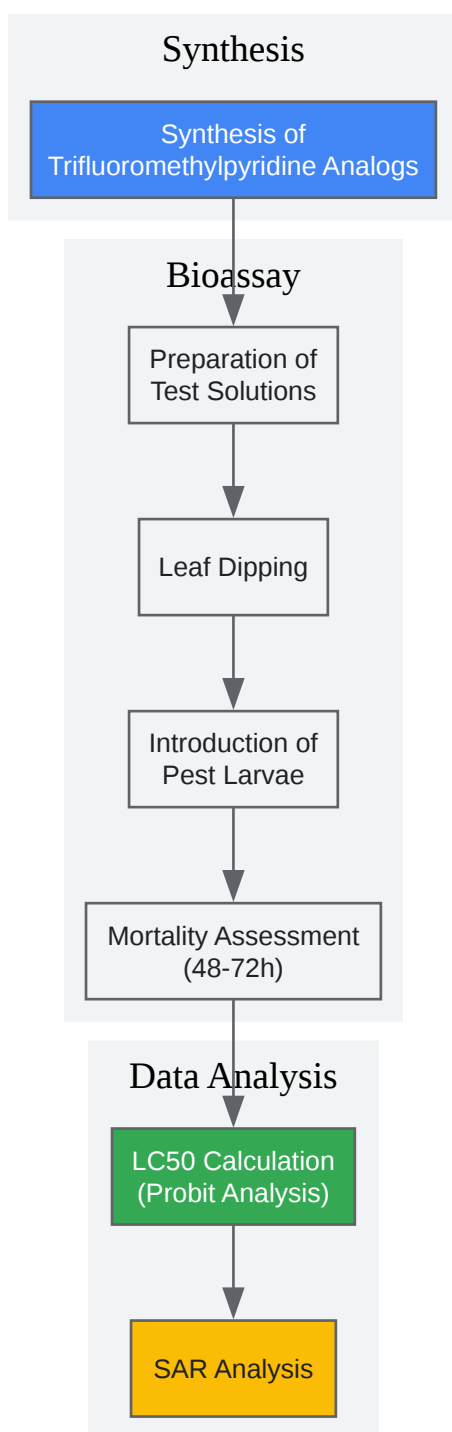 Synthesis
Synthesis of
Trifluoromethylpyridine Analogs
Bioassay
Preparation of
Test Solutions
Leaf Dipping
Introduction of
Pest Larvae
Mortality Assessment
(48-72h)
Data Analysis
LC50 Calculation
(Probit Analysis)
SAR Analysis